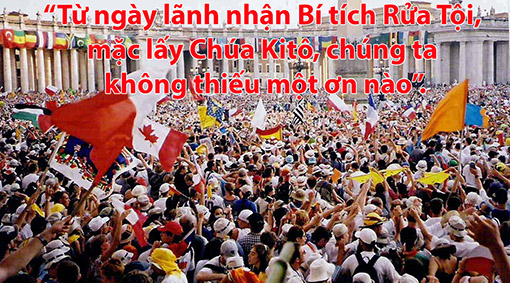 “Từ ngày lãnh nhận Bí tích Rửa Tội,
mặc lấy Chúa Kitô, chúng ta
không thiếu một ơn nào”.